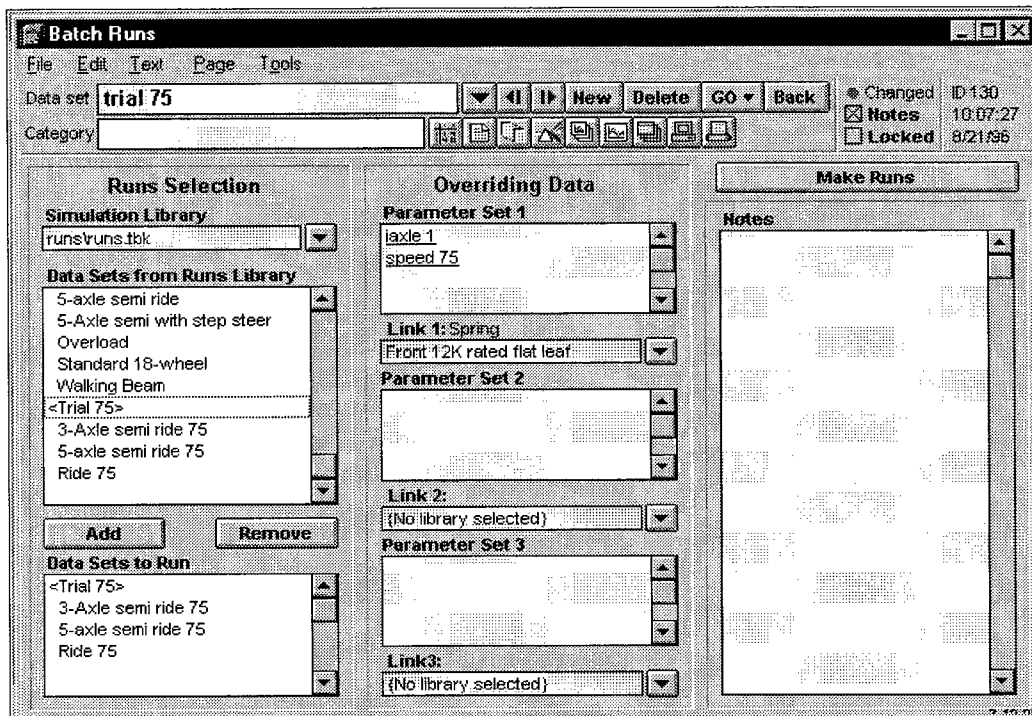 Batch Runs
File Edit Text Page Tools
Data set trial 75 New Delete GO Back
Changed ID 130
Notes 10:07:27
Locked 8/21/96
Category
Runs Selection
Simulation Library
runs\runs.tbk
Data Sets from Runs Library
5-axle semi ride
5-Axle semi with step steer
Overload
Standard 18-wheel
Walking Beam
<Trial 75>
3-Axle semi ride 75
5-axle semi ride 75
Ride 75
Add Remove
Data Sets to Run
<Trial 75>
3-Axle semi ride 75
5-axle semi ride 75
Ride 75
Overriding Data
Parameter Set 1
iaxle 1
speed 75
Link 1: Spring
Front 12K rated flat leaf
Parameter Set 2
Link 2:
{No library selected}
Parameter Set 3
Link3:
{No library selected}
Make Runs
Notes